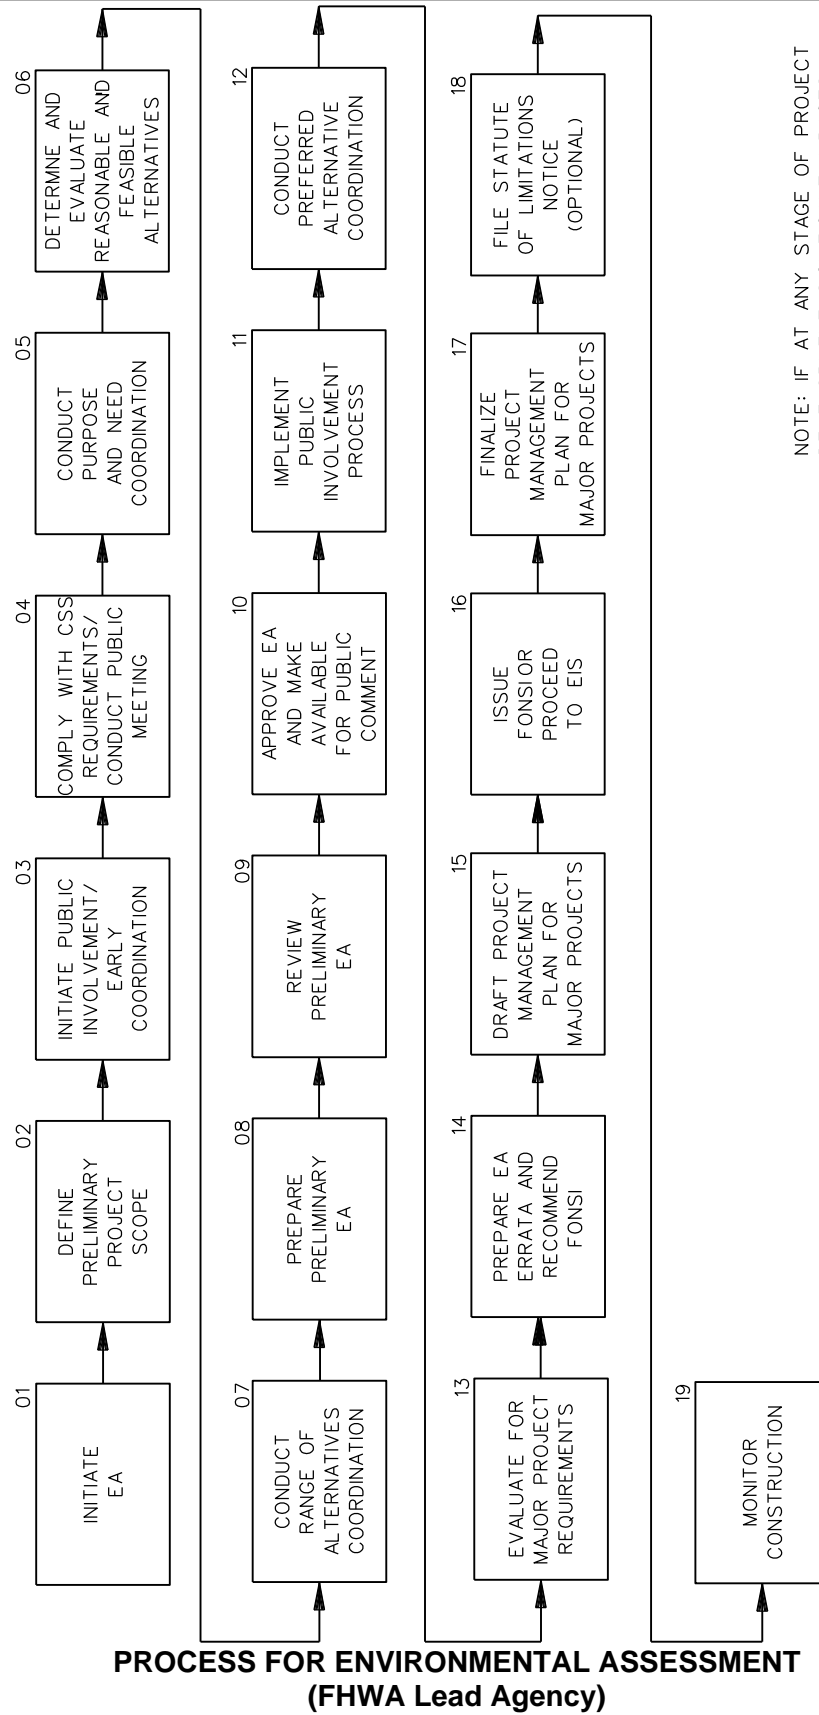 01
INITIATE
EA
02
DEFINE
PRELIMINARY
PROJECT
SCOPE
03
INITIATE PUBLIC
INVOLVEMENT/
EARLY
COORDINATION
04
COMPLY WITH CSS
REQUIREMENTS/
CONDUCT PUBLIC
MEETING
05
CONDUCT
PURPOSE
AND NEED
COORDINATION
06
DETERMNE AND
EVALUATE
REASONABLE AND
FEASIBLE
ALTERNATIVES
07
CONDUCT
RANGE OF
ALTERNATIVES
COORDINATION
08
PREPARE
PRELIMINARY
EA
09
REVIEW
PRELIMINARY
EA
10
APPROVE EA
AND MAKE
AVAILABLE
FOR PUBLIC
COMMENT
11
IMPLEMENT
PUBLIC
INVOLVEMENT
PROCESS
12
CONDUCT
PREFERRED
ALTERNATIVE
COORDINATION
13
EVALUATE FOR
MAJOR PROJECT
REQUIREMENTS
14
PREPARE EA
ERRATA AND
RECOMMEND
FONSI
15
DRAFT PROJECT
MANAGEMENT
PLAN FOR
MAJOR PROJECTS
16
ISSUE
FONSI OR
PROCEED
TO EIS
17
FINALIZE
PROJECT
MANAGEMENT
PLAN FOR
MAJOR PROJECTS
18
FILE STATUTE
OF LIMITATIONS
NOTICE
(OPTIONAL)
19
MONITOR
CONSTRUCTION
NOTE: IF AT ANY STAGE OF PROJECT
PROCESS FOR ENVIRONMENTAL ASSESSMENT
(FHWA Lead Agency)